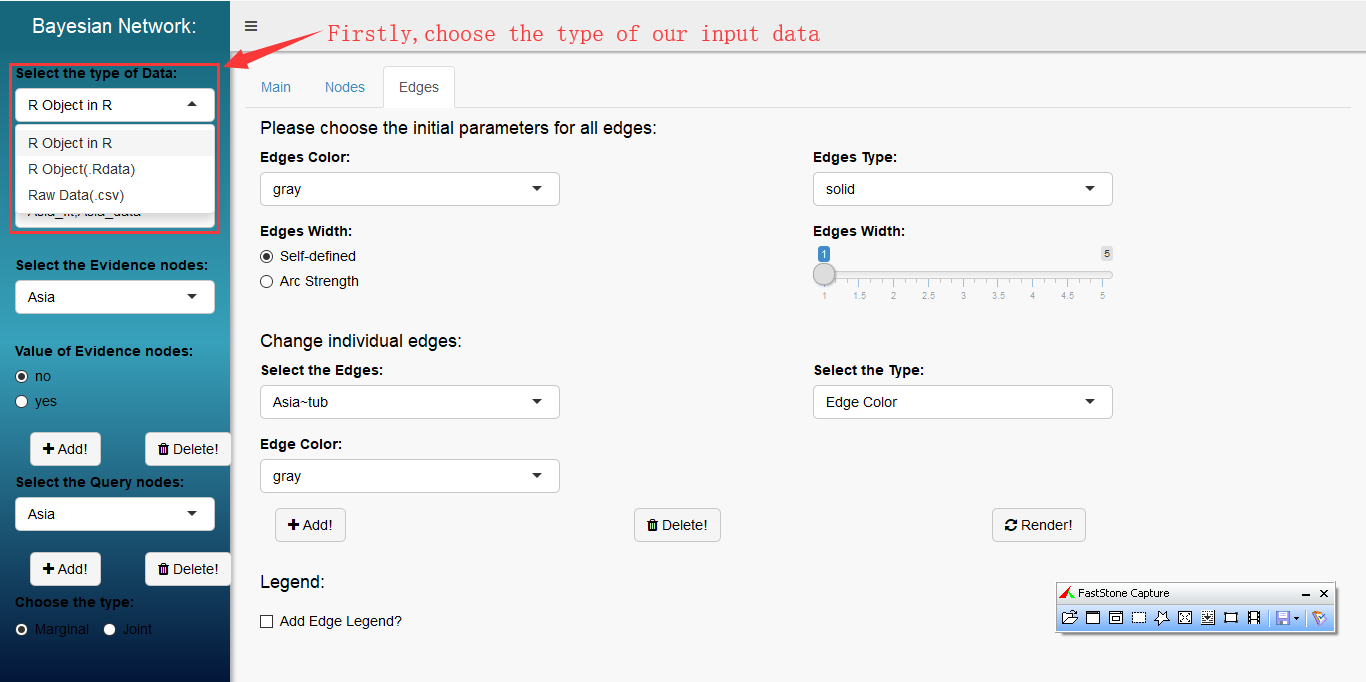 Bayesian Network:
Firstly,choose the type of our input data
Select the type of Data:
R Object in R
R Object in R
R Object(.Rdata)
Raw Data(.csv)
Select the Evidence nodes:
Asia
Value of Evidence nodes:
no
yes
Add!
Delete!
Select the Query nodes:
Asia
Add!
Delete!
Choose the type:
Marginal
Joint
Main
Nodes
Edges
Please choose the initial parameters for all edges:
Edges Color:
gray
Edges Type:
solid
Edges Width:
Self-defined
Arc Strength
Edges Width:
1
5
1
1.5
2
2.5
3
3.5
4
4.5
5
Change individual edges:
Select the Edges:
Asia~tub
Select the Type:
Edge Color
Edge Color:
gray
Add!
Delete!
Render!
Legend:
Add Edge Legend?
FastStone Capture